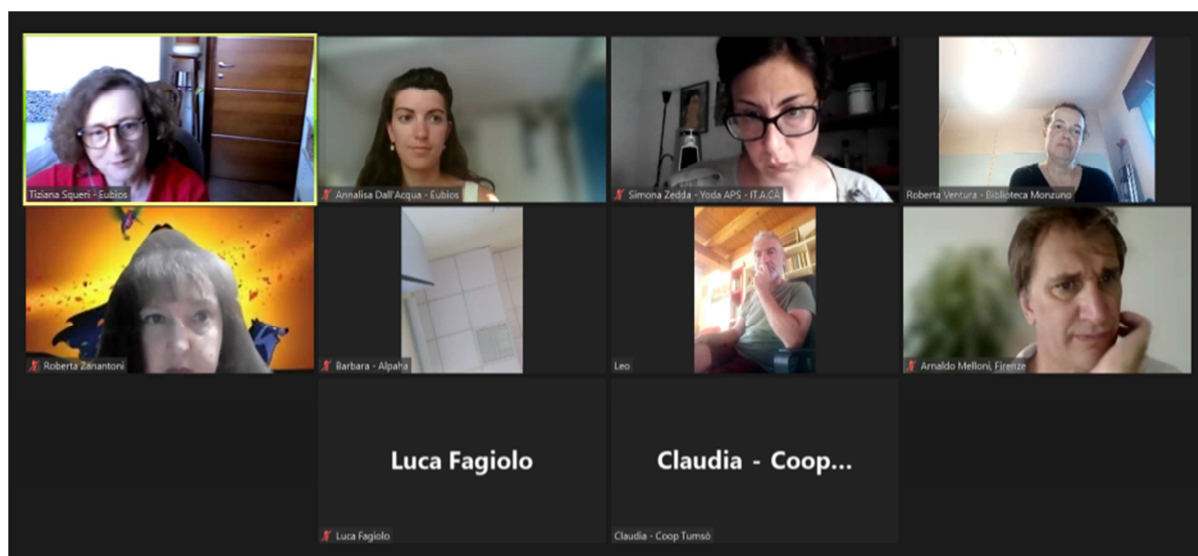 Tiziana Squeri - Eubios
Annalisa Dall'Acqua - Eubios
Simona Zedda - Yoda APS - IT.A.CÀ
Roberta Ventura - Biblioteca Monzuno
Roberta Zanantoni
Barbara - Alpaha
Leo
Arnaldo Melloni, Firenze
Luca Fagiolo
Claudia - Coop...
Luca Fagiolo
Claudia - Coop Tumsò